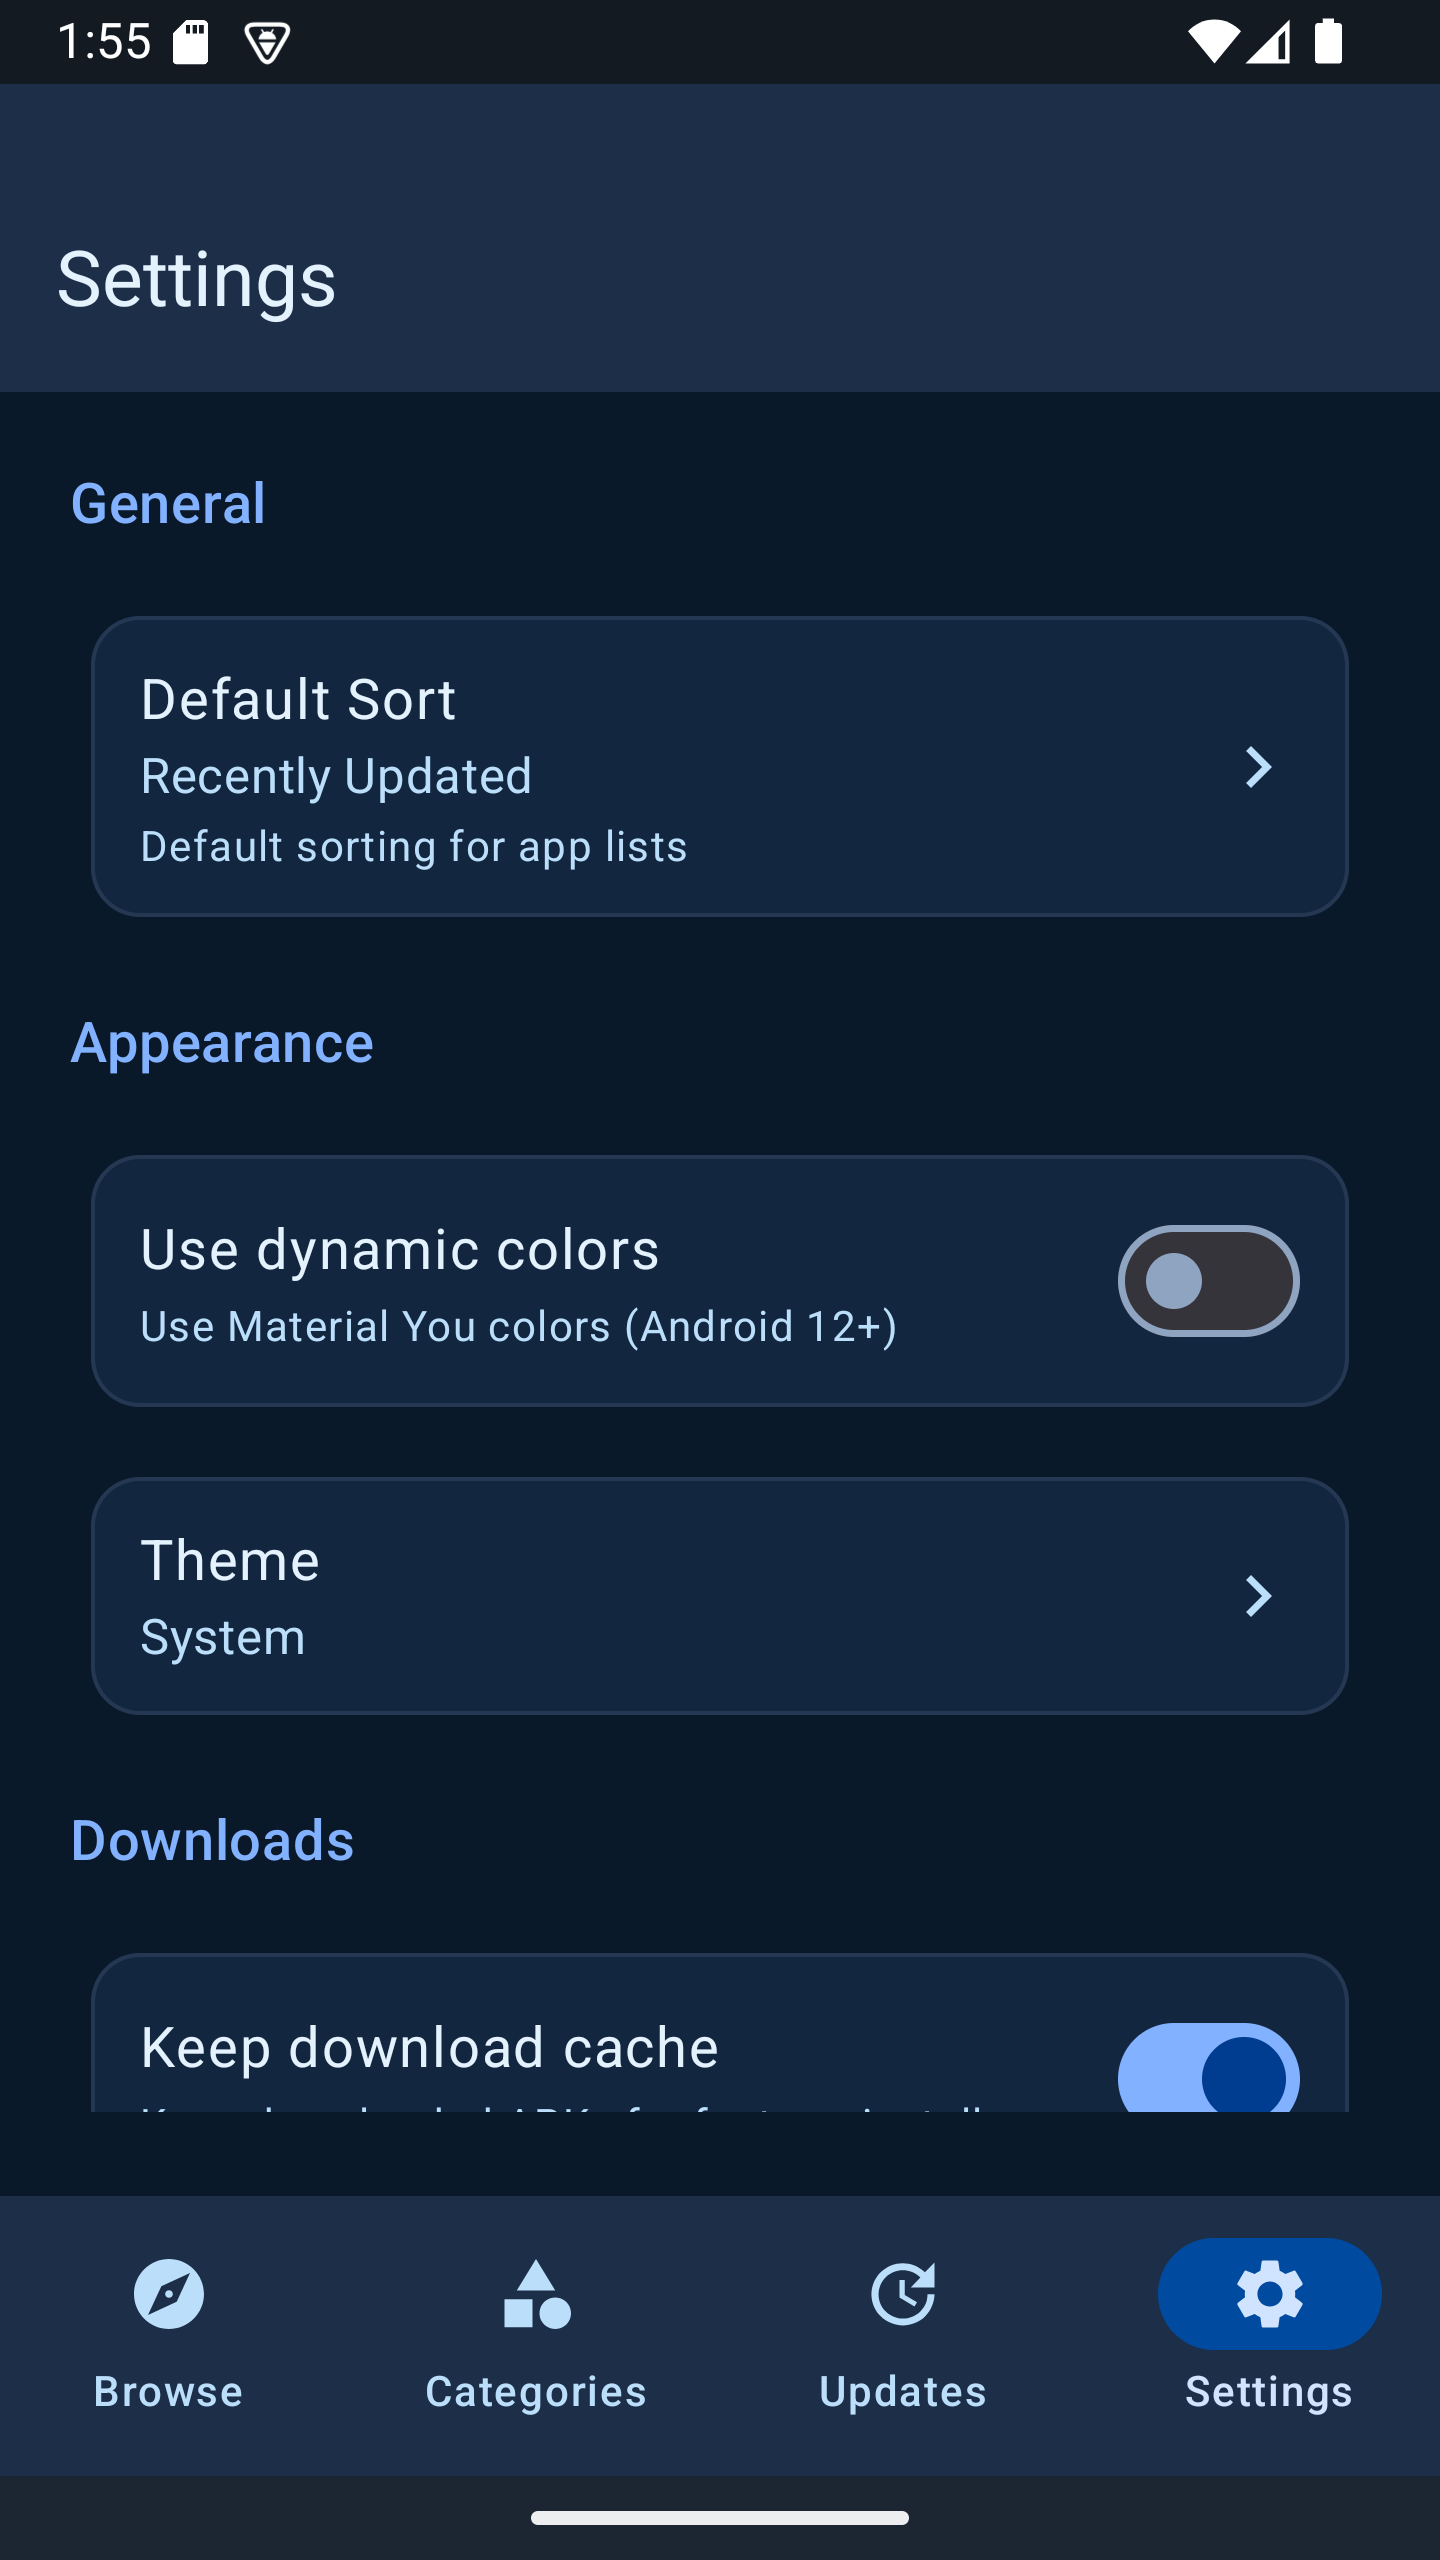 1:55
Settings
General
Default Sort
Recently Updated
Default sorting for app lists
Appearance
Use dynamic colors
Use Material You colors (Android 12+)
Theme
System
Downloads
Keep download cache
Browse
Categories
Updates
Settings